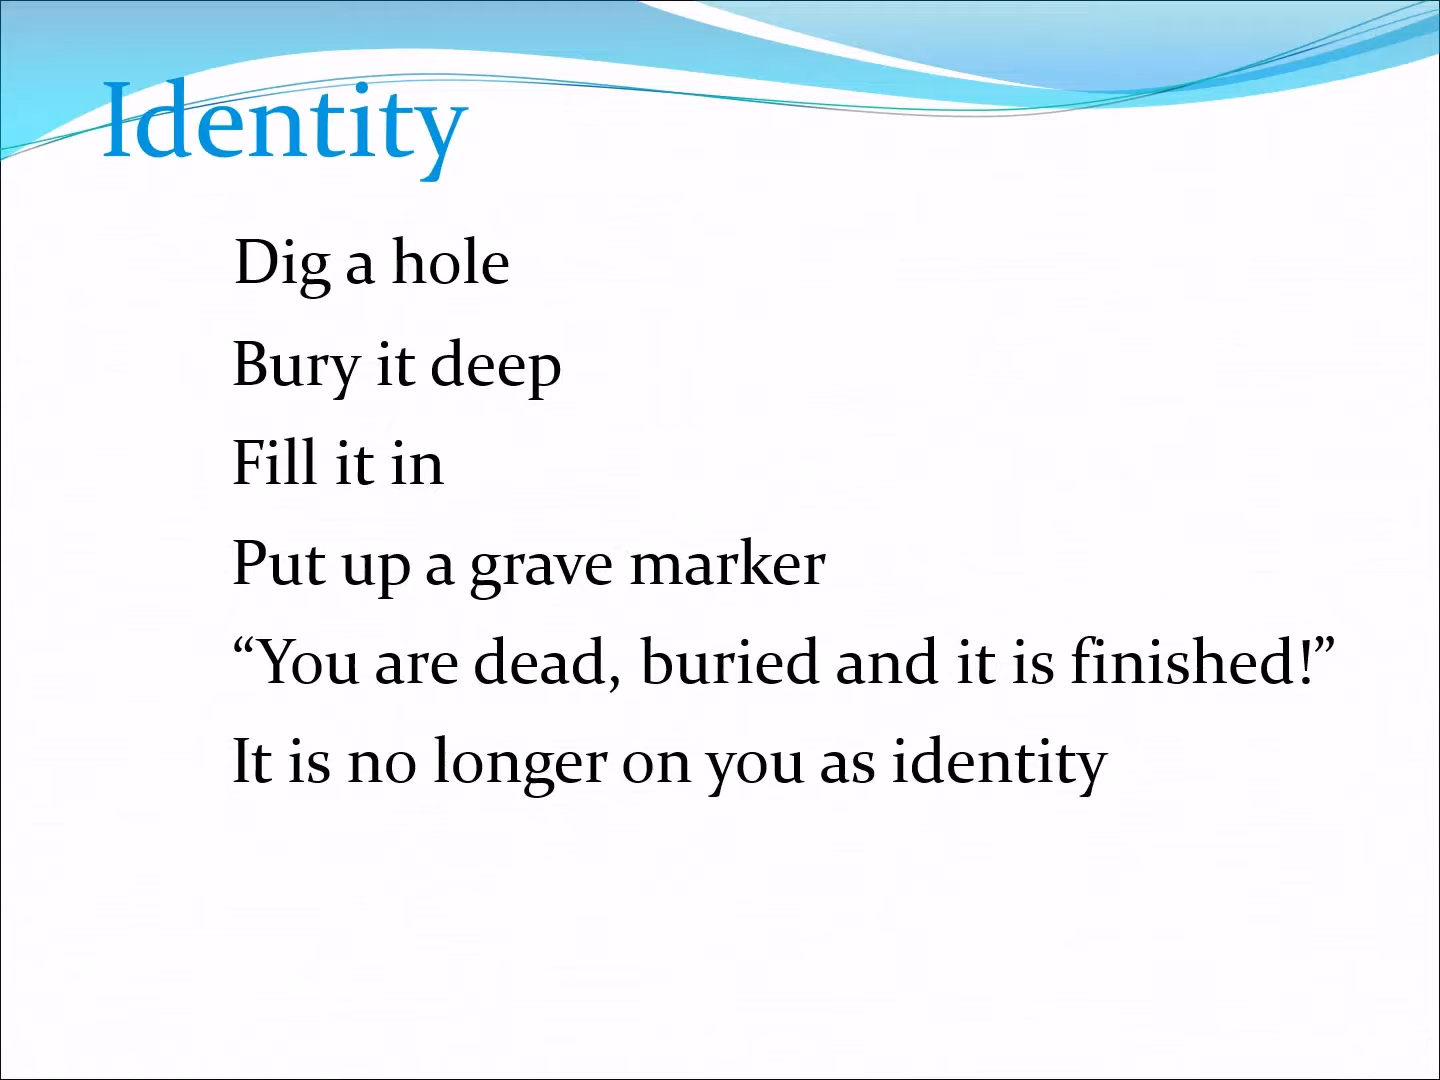 Identity
Dig a hole
Bury it deep
Fill it in
Put up a grave marker
“You are dead, buried and it is finished!”
It is no longer on you as identity